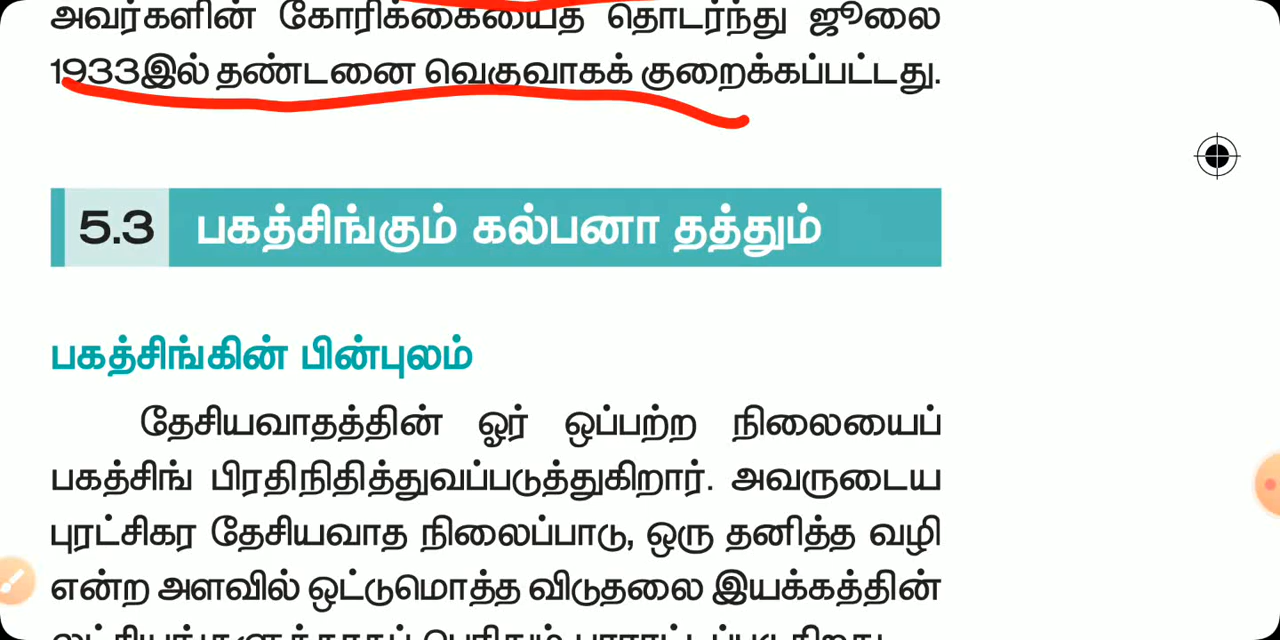 அவர்களின் கோரிக்கையைத் தொடர்ந்து ஜூலை
1933இல் தண்டனை வெகுவாகக் குறைக்கப்பட்டது.
5.3 பகத்சிங்கும் கல்பனா தத்தும்
பகத்சிங்கின் பின்புலம்
தேசியவாதத்தின் ஓர் ஒப்பற்ற நிலையைப்
பகத்சிங் பிரதிநிதித்துவப்படுத்துகிறார். அவருடைய
புரட்சிகர தேசியவாத நிலைப்பாடு, ஒரு தனித்த வழி
என்ற அளவில் ஒட்டுமொத்த விடுதலை இயக்கத்தின்